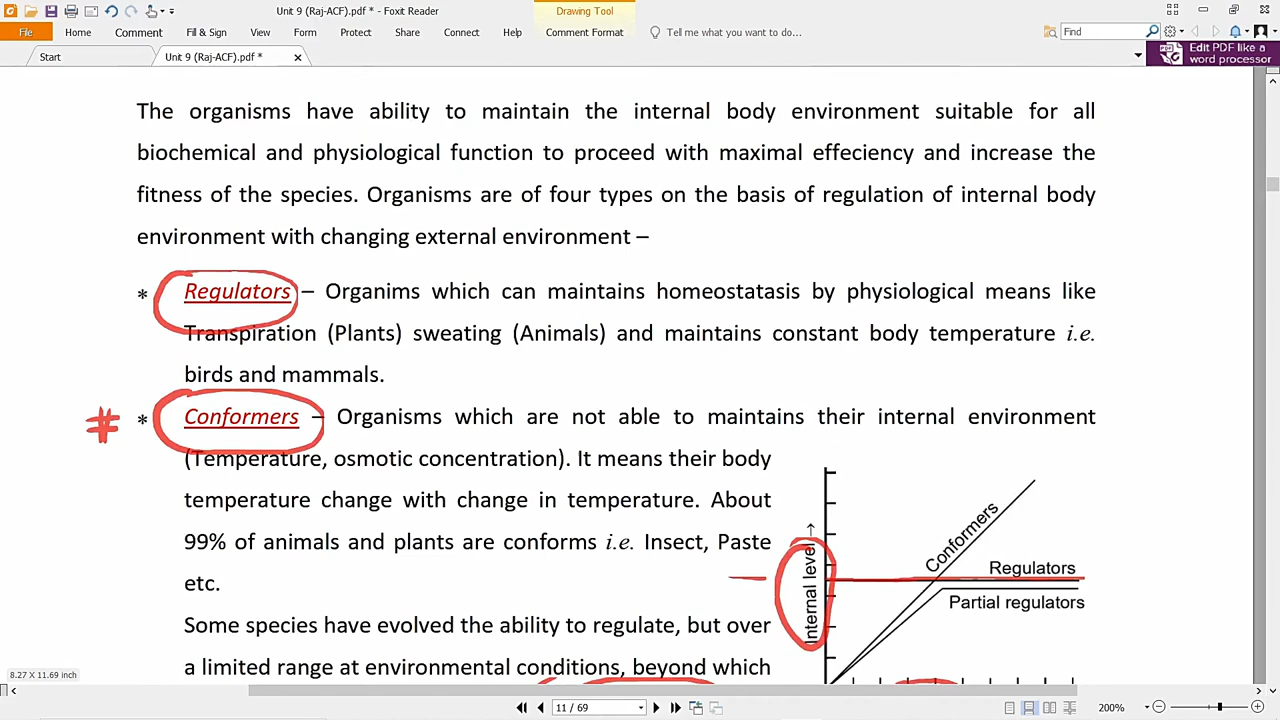 Unit 9 (Raj-ACF).pdf * - Foxit Reader
Drawing Tool
File Home Comment View Form Protect Share Connect Help Fill & Sign Comment Format Tell me what you want to do... Find
Start Unit 9 (Raj-ACF).pdf *
Edit PDF like a
word processor
The organisms have ability to maintain the internal body environment suitable for all
biochemical and physiological function to proceed with maximal effeciency and increase the
fitness of the species. Organisms are of four types on the basis of regulation of internal body
environment with changing external environment –
* Regulators – Organims which can maintains homeostatasis by physiological means like
Transpiration (Plants) sweating (Animals) and maintains constant body temperature i.e.
birds and mammals.
# * Conformers – Organisms which are not able to maintains their internal environment
(Temperature, osmotic concentration). It means their body
temperature change with change in temperature. About
99% of animals and plants are conforms i.e. Insect, Paste
etc.
Some species have evolved the ability to regulate, but over
a limited range at environmental conditions, beyond which
Internal level →
Conformers
Regulators
Partial regulators
8.27 X 11.69 inch
11 / 69
200%